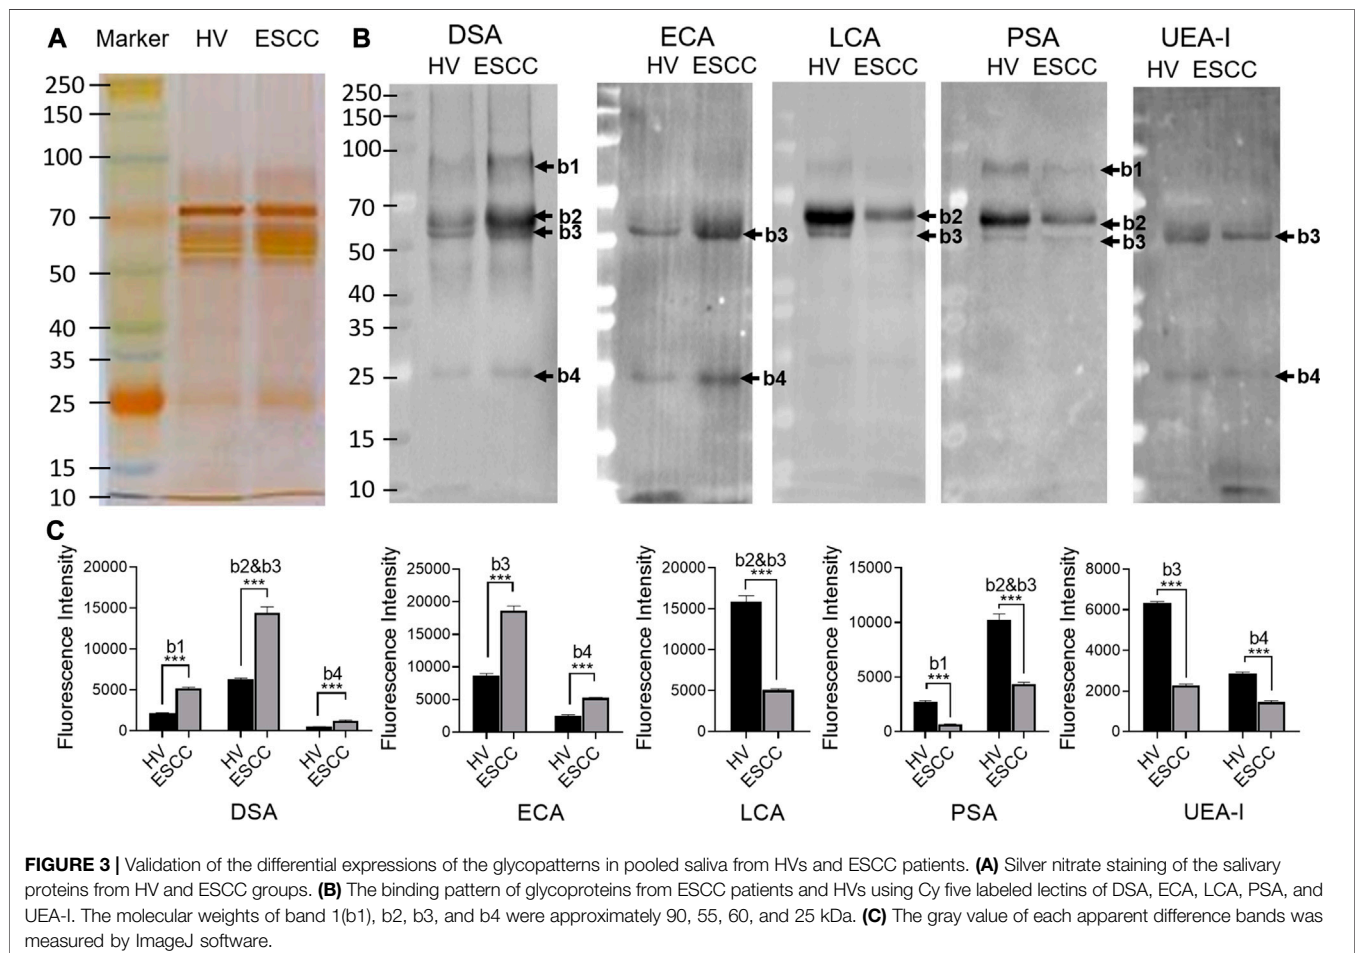 A Marker HV ESCC
250
150
100
70
50
40
35
25
15
10
B DSA ECA LCA PSA UEA-I
HV ESCC HV ESCC HV ESCC HV ESCC HV ESCC
250
150
100
70
50
40
35
25
15
10
b1
b2
b3
b4
b3
b4
b2
b3
b1
b2
b3
b3
b4
C
Fluorescence Intensity
20000
15000
10000
5000
0
b1
***
b2&b3
***
b4
***
HV ESCC HV ESCC HV ESCC
DSA
Fluorescence Intensity
25000
20000
15000
10000
5000
0
b3
***
b4
***
HV ESCC HV ESCC
ECA
Fluorescence Intensity
20000
15000
10000
5000
0
b2&b3
***
HV ESCC
LCA
Fluorescence Intensity
15000
10000
5000
0
b1
***
b2&b3
***
HV ESCC HV ESCC
PSA
Fluorescence Intensity
8000
6000
4000
2000
0
b3
***
b4
***
HV ESCC HV ESCC
UEA-I
FIGURE 3 | Validation of the differential expressions of the glycopatterns in pooled saliva from HVs and ESCC patients. (A) Silver nitrate staining of the salivary
proteins from HV and ESCC groups. (B) The binding pattern of glycoproteins from ESCC patients and HVs using Cy five labeled lectins of DSA, ECA, LCA, PSA, and
UEA-I. The molecular weights of band 1(b1), b2, b3, and b4 were approximately 90, 55, 60, and 25 kDa. (C) The gray value of each apparent difference bands was
measured by ImageJ software.